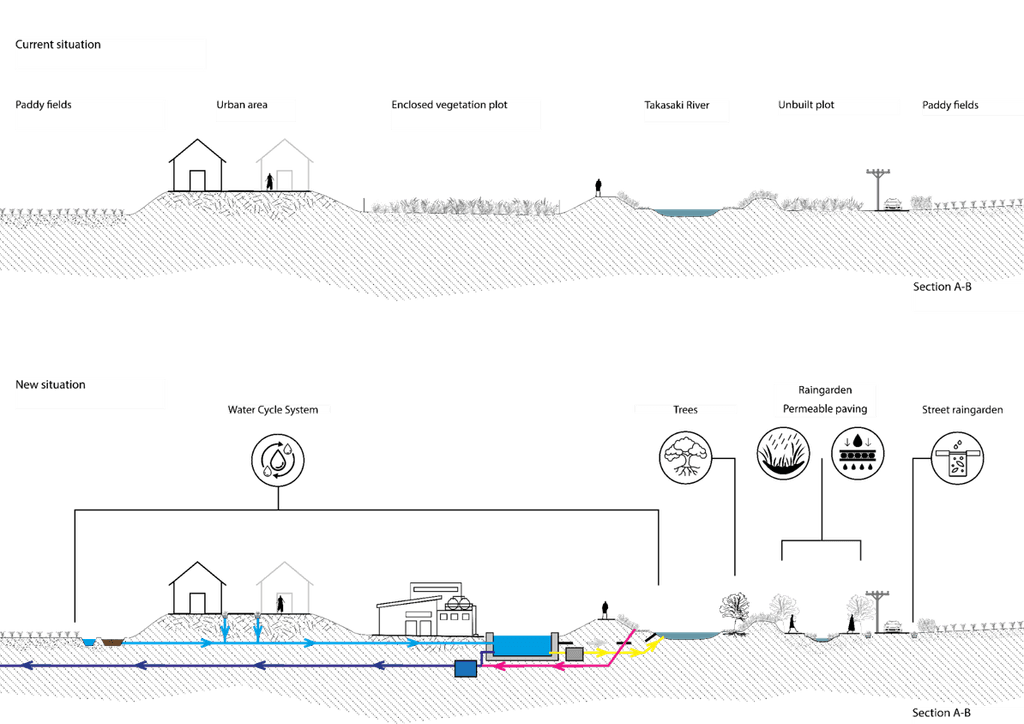 Current situation
Paddy fields
Urban area
Enclosed vegetation plot
Takasaki River
Unbuilt plot
Paddy fields
Section A-B
New situation
Water Cycle System
Trees
Raingarden
Permeable paving
Street raingarden
Section A-B